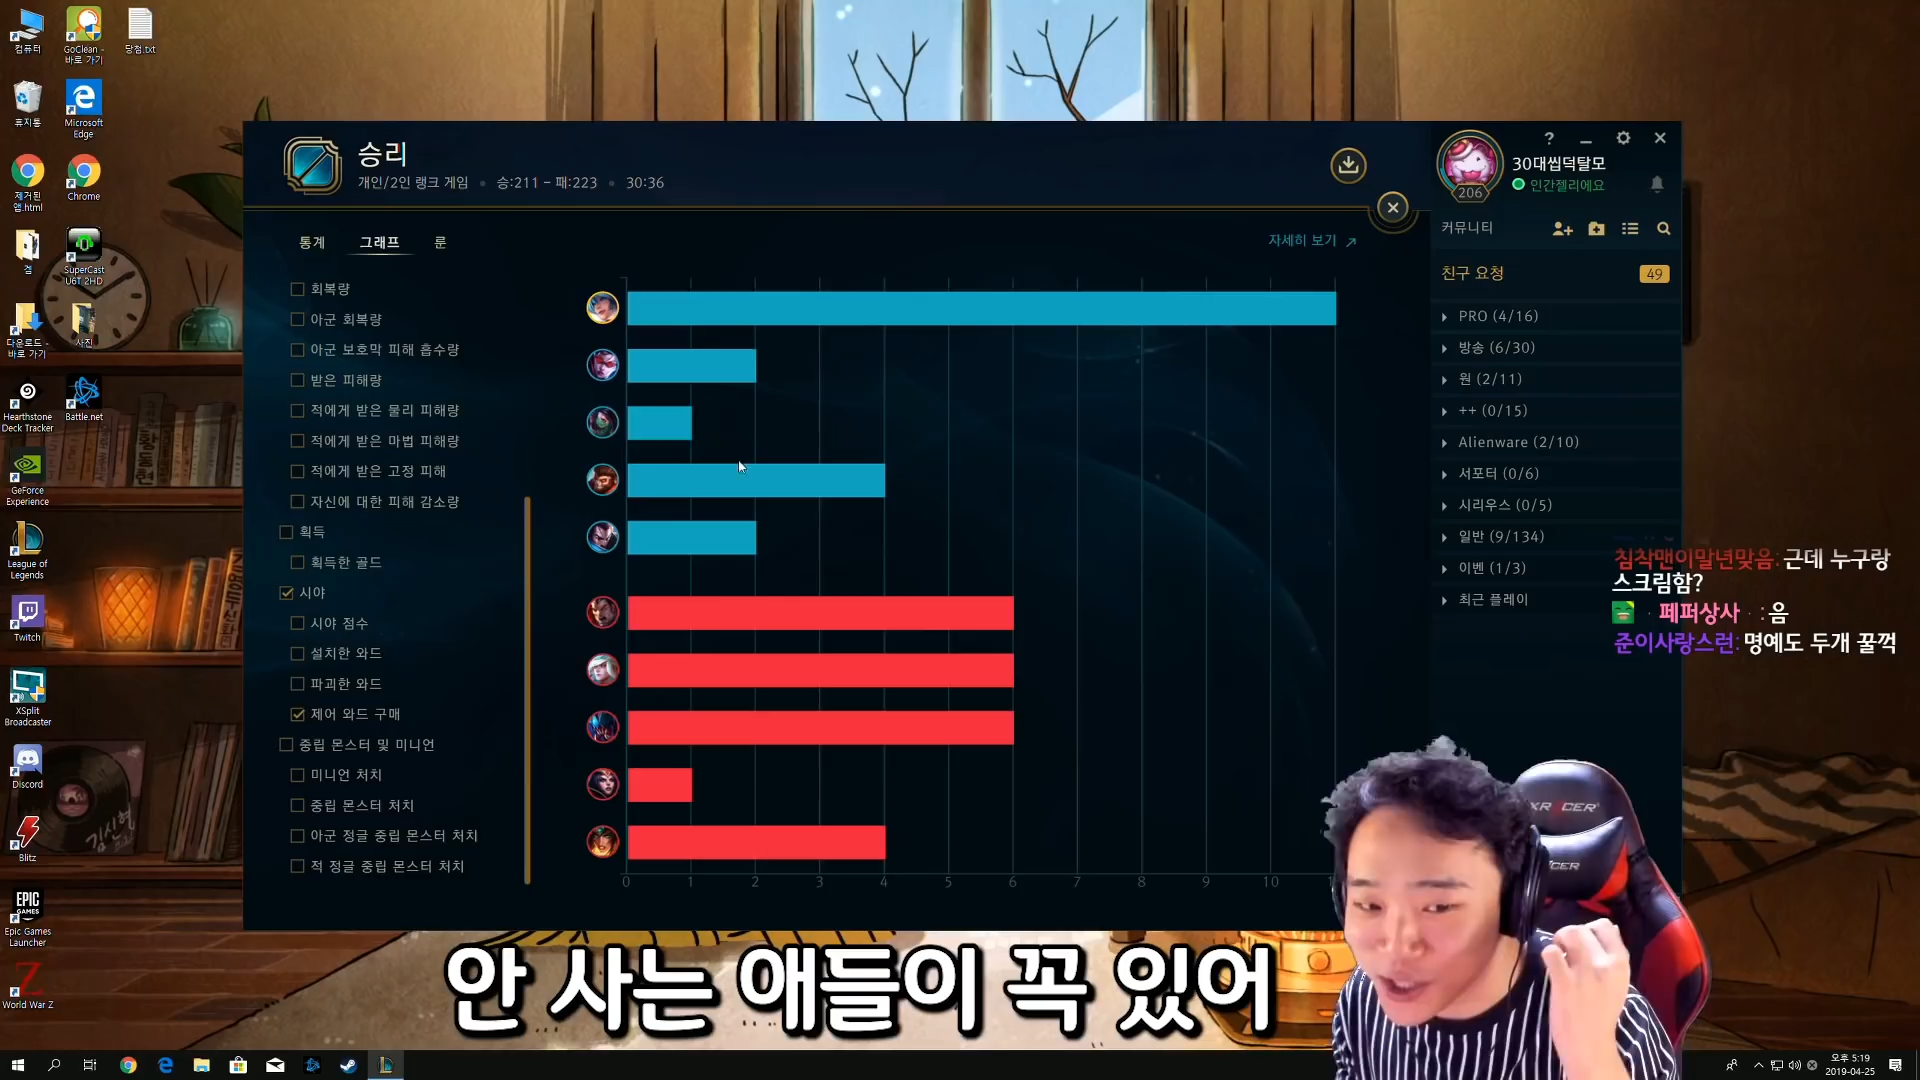 컴퓨터
GoClean -
바로 가기
당첨.txt
휴지통
Microsoft
Edge
제거된
앱.html
Chrome
겜
SuperCast
U6T 2HD
다운로드 -
바로 가기
사진
Hearthstone
Deck Tracker
Battle.net
GeForce
Experience
League of
Legends
Twitch
XSplit
Broadcaster
Discord
Blitz
EPIC
GAMES
Epic Games
Launcher
World War Z
김신현
승리
개인/2인 랭크 게임 • 승:211 – 패:223 • 30:36
통계 그래프 룬
자세히 보기
회복량
아군 회복량
아군 보호막 피해 흡수량
받은 피해량
적에게 받은 물리 피해량
적에게 받은 마법 피해량
적에게 받은 고정 피해
자신에 대한 피해 감소량
획득
획득한 골드
시야
시야 점수
설치한 와드
파괴한 와드
제어 와드 구매
중립 몬스터 및 미니언
미니언 처치
중립 몬스터 처치
아군 정글 중립 몬스터 처치
적 정글 중립 몬스터 처치
0 1 2 3 4 5 6 7 8 9 10
206
30대씹덕탈모
인간젤리에요
커뮤니티
친구 요청 49
PRO (4/16)
방송 (6/30)
원 (2/11)
++ (0/15)
Alienware (2/10)
서포터 (0/6)
시리우스 (0/5)
일반 (9/134)
이벤 (1/3)
최근 플레이
침착맨이말년맞음: 근데 누구랑
스크림함?
페퍼상사 : 음
준이사랑스런: 명예도 두개 꿀꺽
안 사는 애들이 꼭 있어
오후 5:19
2019-04-25